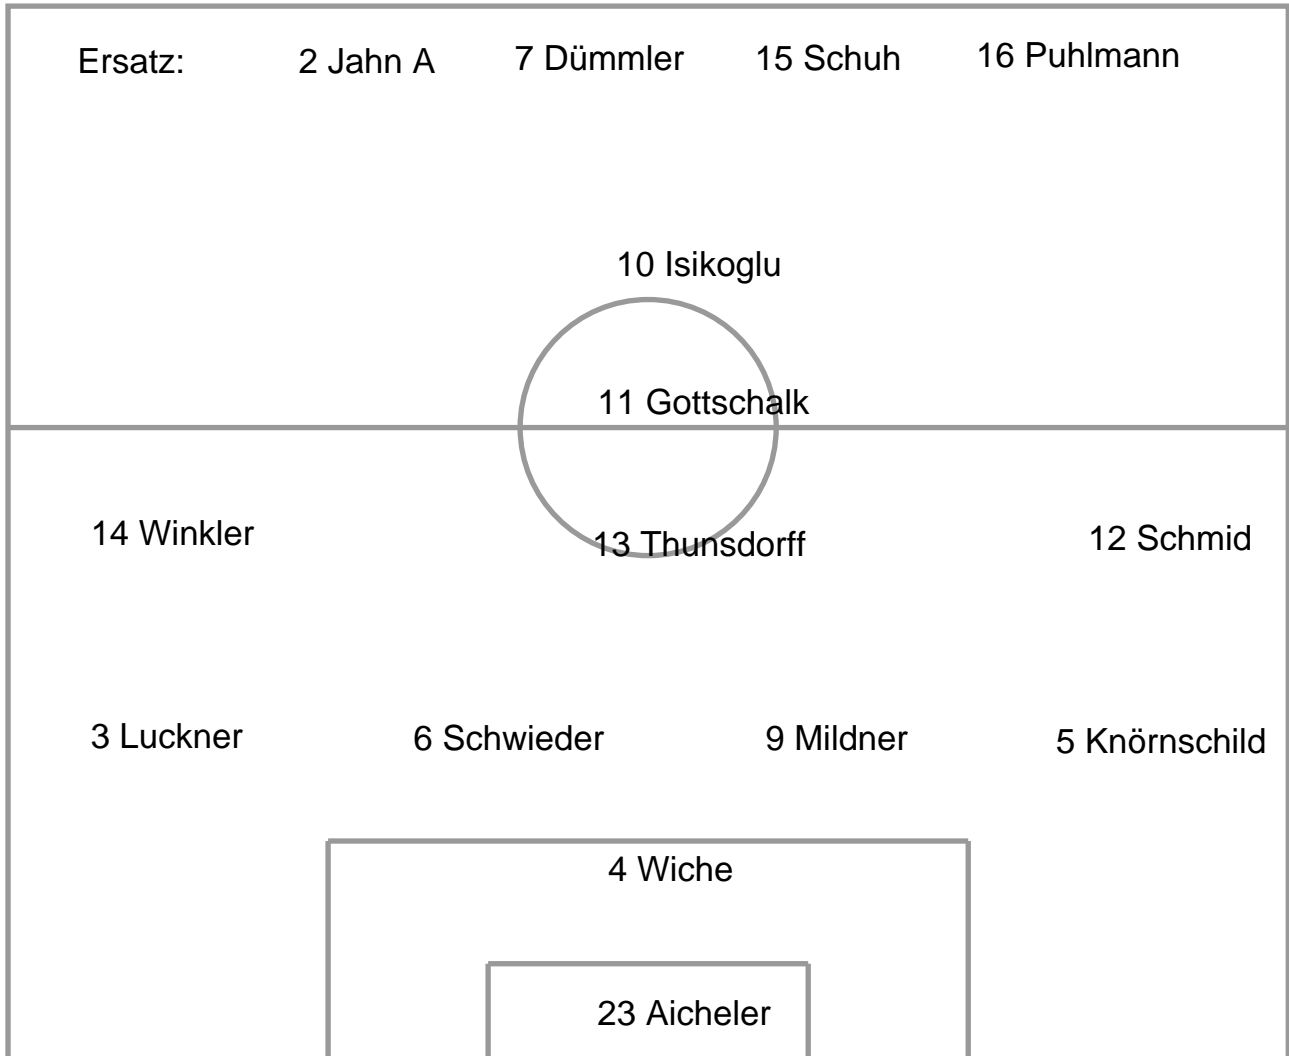 Ersatz: 2 Jahn A 7 Dümmler 15 Schuh 16 Puhlmann
10 Isikoglu
11 Gottschalk
14 Winkler 13 Thunsdorff 12 Schmid
3 Luckner 6 Schwieder 9 Mildner 5 Knörnschild
4 Wiche
23 Aicheler